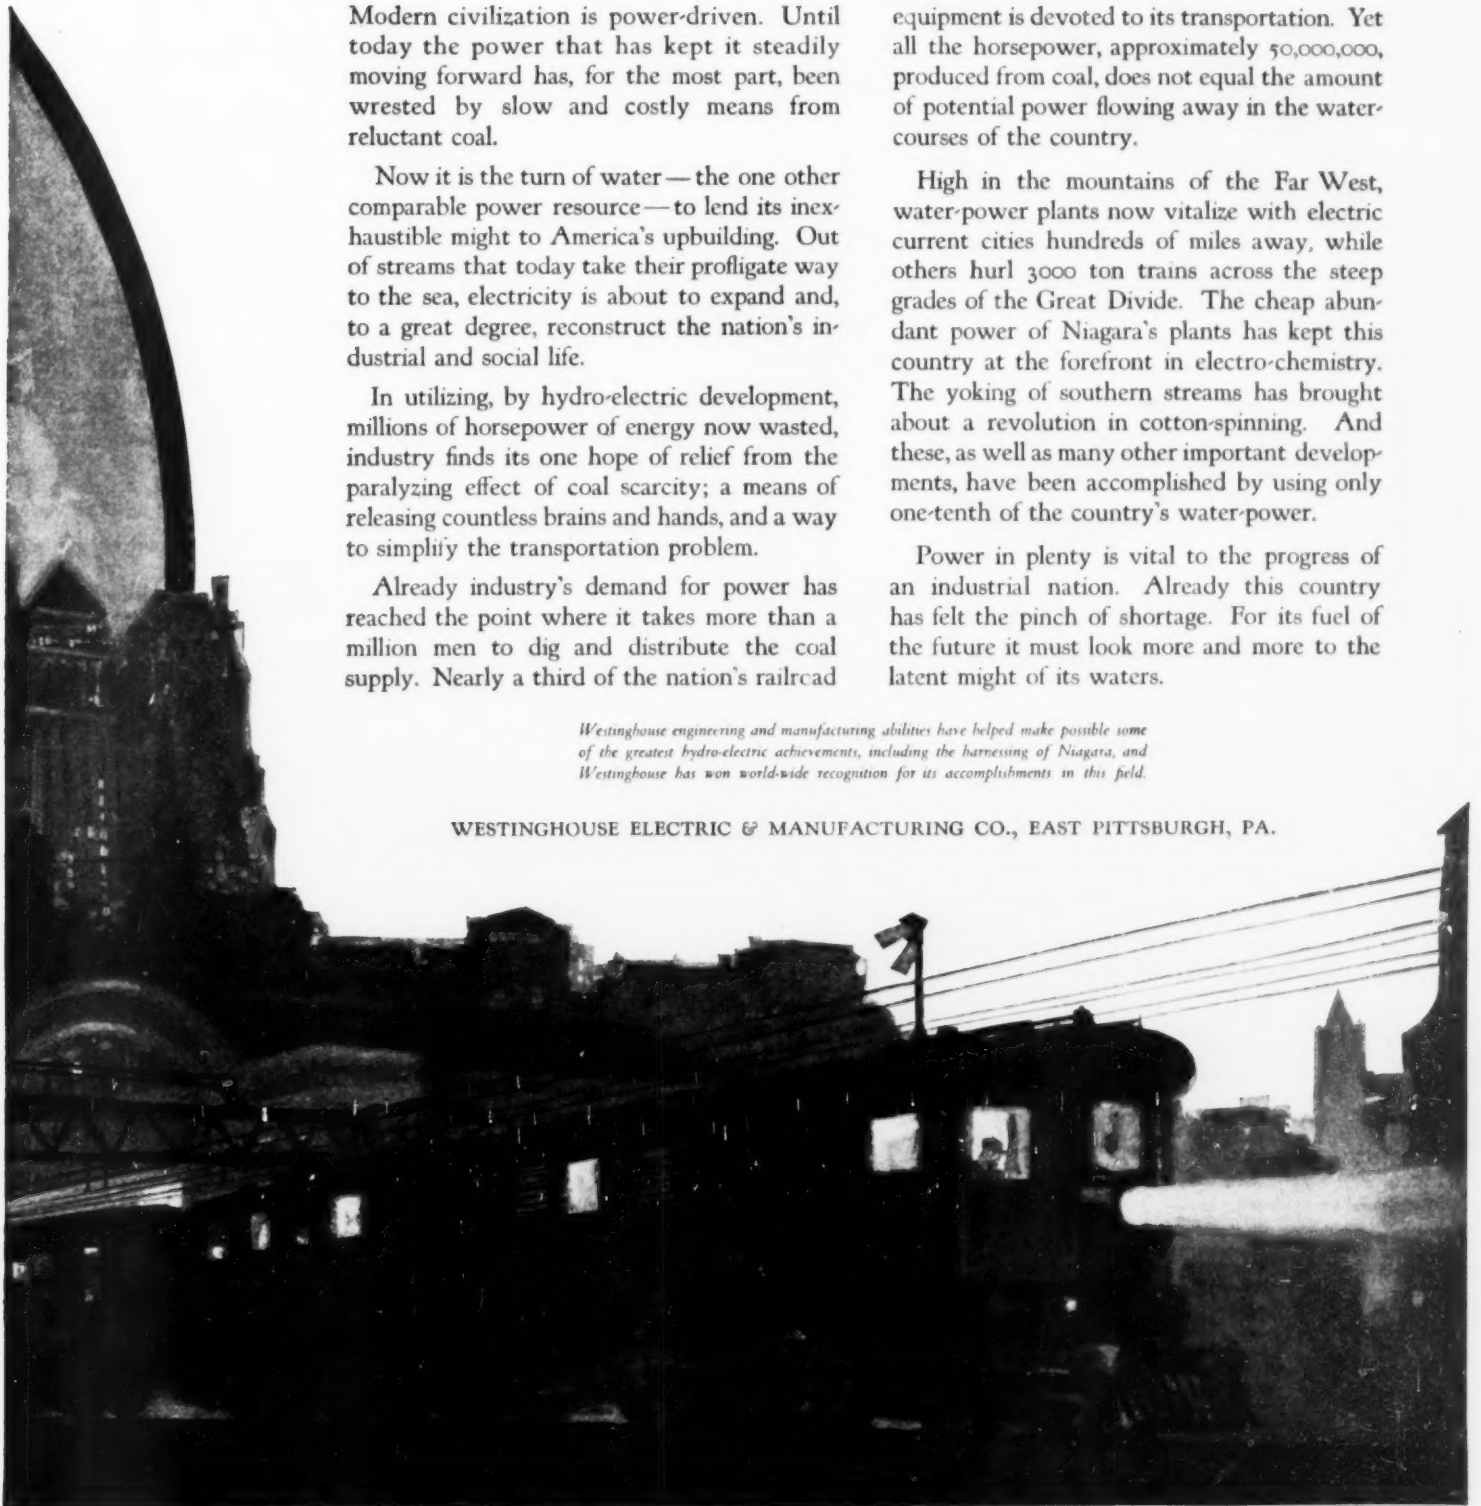 Modern civilization is power-driven. Until
today the power that has kept it steadily
moving forward has, for the most part, been
wrested by slow and costly means from
reluctant coal.
Now it is the turn of water—the one other
comparable power resource—to lend its inex-
haustible might to America's upbuilding. Out
of streams that today take their profligate way
to the sea, electricity is about to expand and,
to a great degree, reconstruct the nation's in-
dustrial and social life.
In utilizing, by hydro-electric development,
millions of horsepower of energy now wasted,
industry finds its one hope of relief from the
paralyzing effect of coal scarcity; a means of
releasing countless brains and hands, and a way
to simplify the transportation problem.
Already industry's demand for power has
reached the point where it takes more than a
million men to dig and distribute the coal
supply. Nearly a third of the nation's railroad
equipment is devoted to its transportation. Yet
all the horsepower, approximately 50,000,000,
produced from coal, does not equal the amount
of potential power flowing away in the water-
courses of the country.
High in the mountains of the Far West,
water-power plants now vitalize with electric
current cities hundreds of miles away, while
others hurl 3000 ton trains across the steep
grades of the Great Divide. The cheap abun-
dant power of Niagara's plants has kept this
country at the forefront in electro-chemistry.
The yoking of southern streams has brought
about a revolution in cotton-spinning. And
these, as well as many other important develop-
ments, have been accomplished by using only
one-tenth of the country's water-power.
Power in plenty is vital to the progress of
an industrial nation. Already this country
has felt the pinch of shortage. For its fuel of
the future it must look more and more to the
latent might of its waters.
Westinghouse engineering and manufacturing abilities have helped make possible some
of the greatest hydro-electric achievements, including the harnessing of Niagara, and
Westinghouse has won world-wide recognition for its accomplishments in this field.
WESTINGHOUSE ELECTRIC & MANUFACTURING CO., EAST PITTSBURGH, PA.